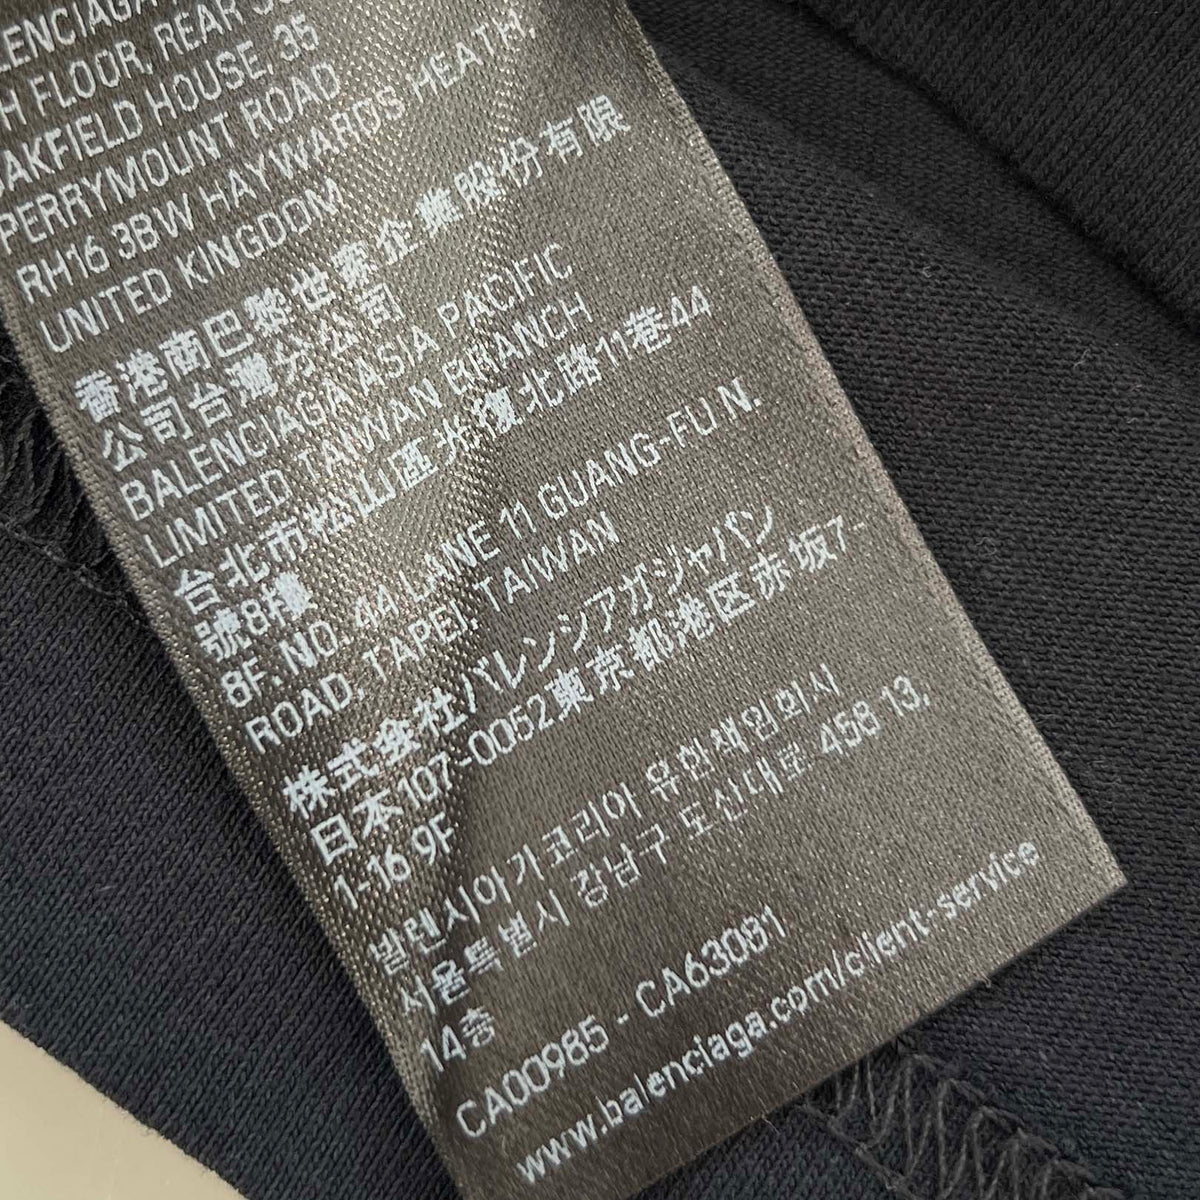 ALENCIAGA
H FLOOR, REAR
OAKFIELD HOUSE 35
PERRYMOUNT ROAD
RH16 3BW HAYWARDS HEATH,
UNITED KINGDOM
香港商巴黎世家企業股份有限
公司台灣分公司
BALENCIAGA ASIA PACIFIC
LIMITED TAIWAN BRANCH
台北市松山區光復北路11巷44
號8樓
8F. NO. 44 LANE 11 GUANG-FU N.
ROAD, TAPEI, TAIWAN
株式会社バレンシアガジャパン
日本107-0052東京都港区赤坂7-
1-16 9F
발렌시아가코리아 유한책임회사
서울특별시 강남구 도산대로 458 13,
14층
CA00985 - CA63081
www.balenciaga.com/client-service